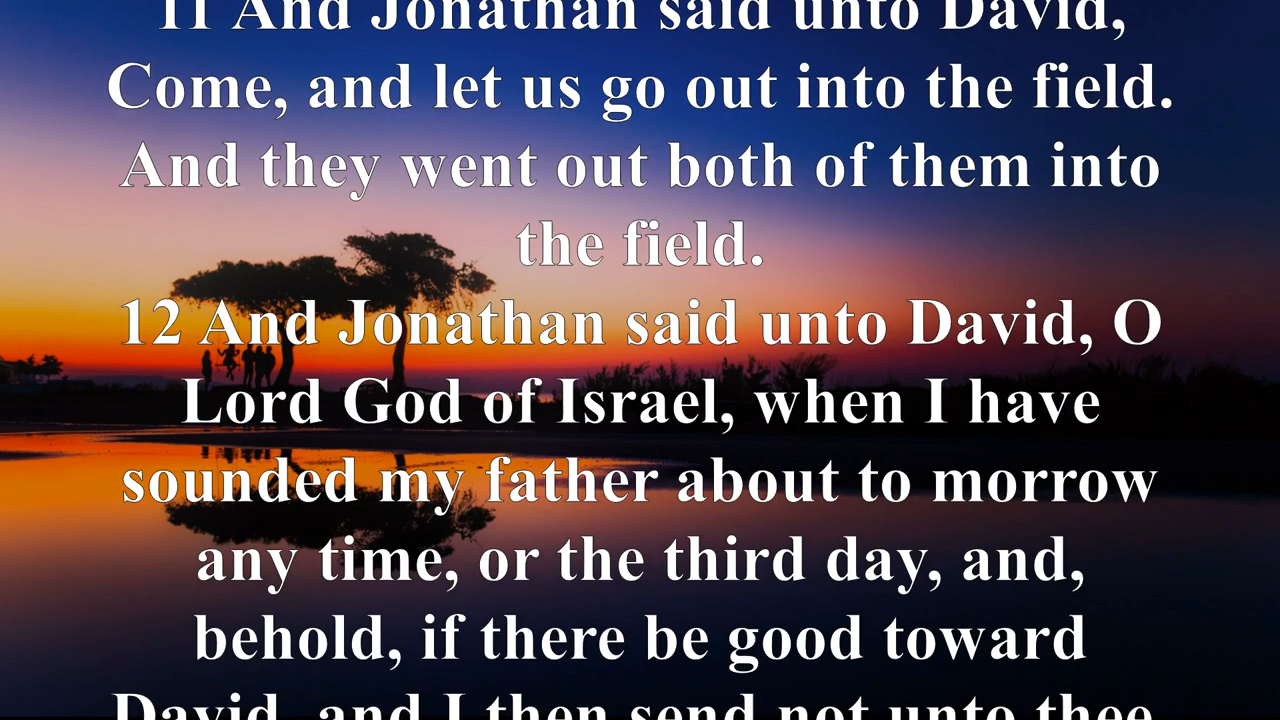 11 And Jonathan said unto David,
Come, and let us go out into the field.
And they went out both of them into
the field.
12 And Jonathan said unto David, O
Lord God of Israel, when I have
sounded my father about to morrow
any time, or the third day, and,
behold, if there be good toward
David, and I then send not unto thee,